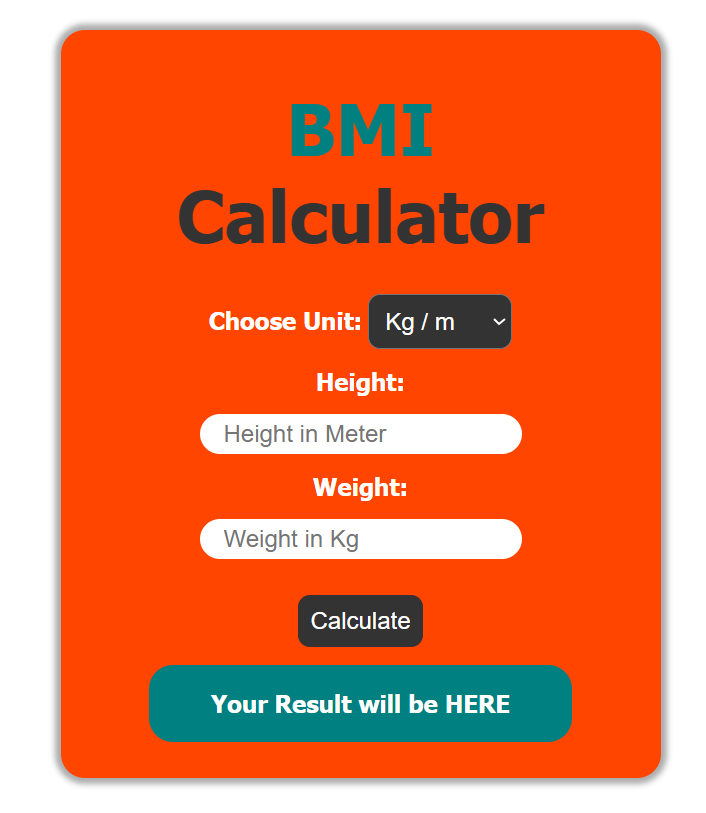 BMI
Calculator
Choose Unit: Kg / m
Height:
Height in Meter
Weight:
Weight in Kg
Calculate
Your Result will be HERE